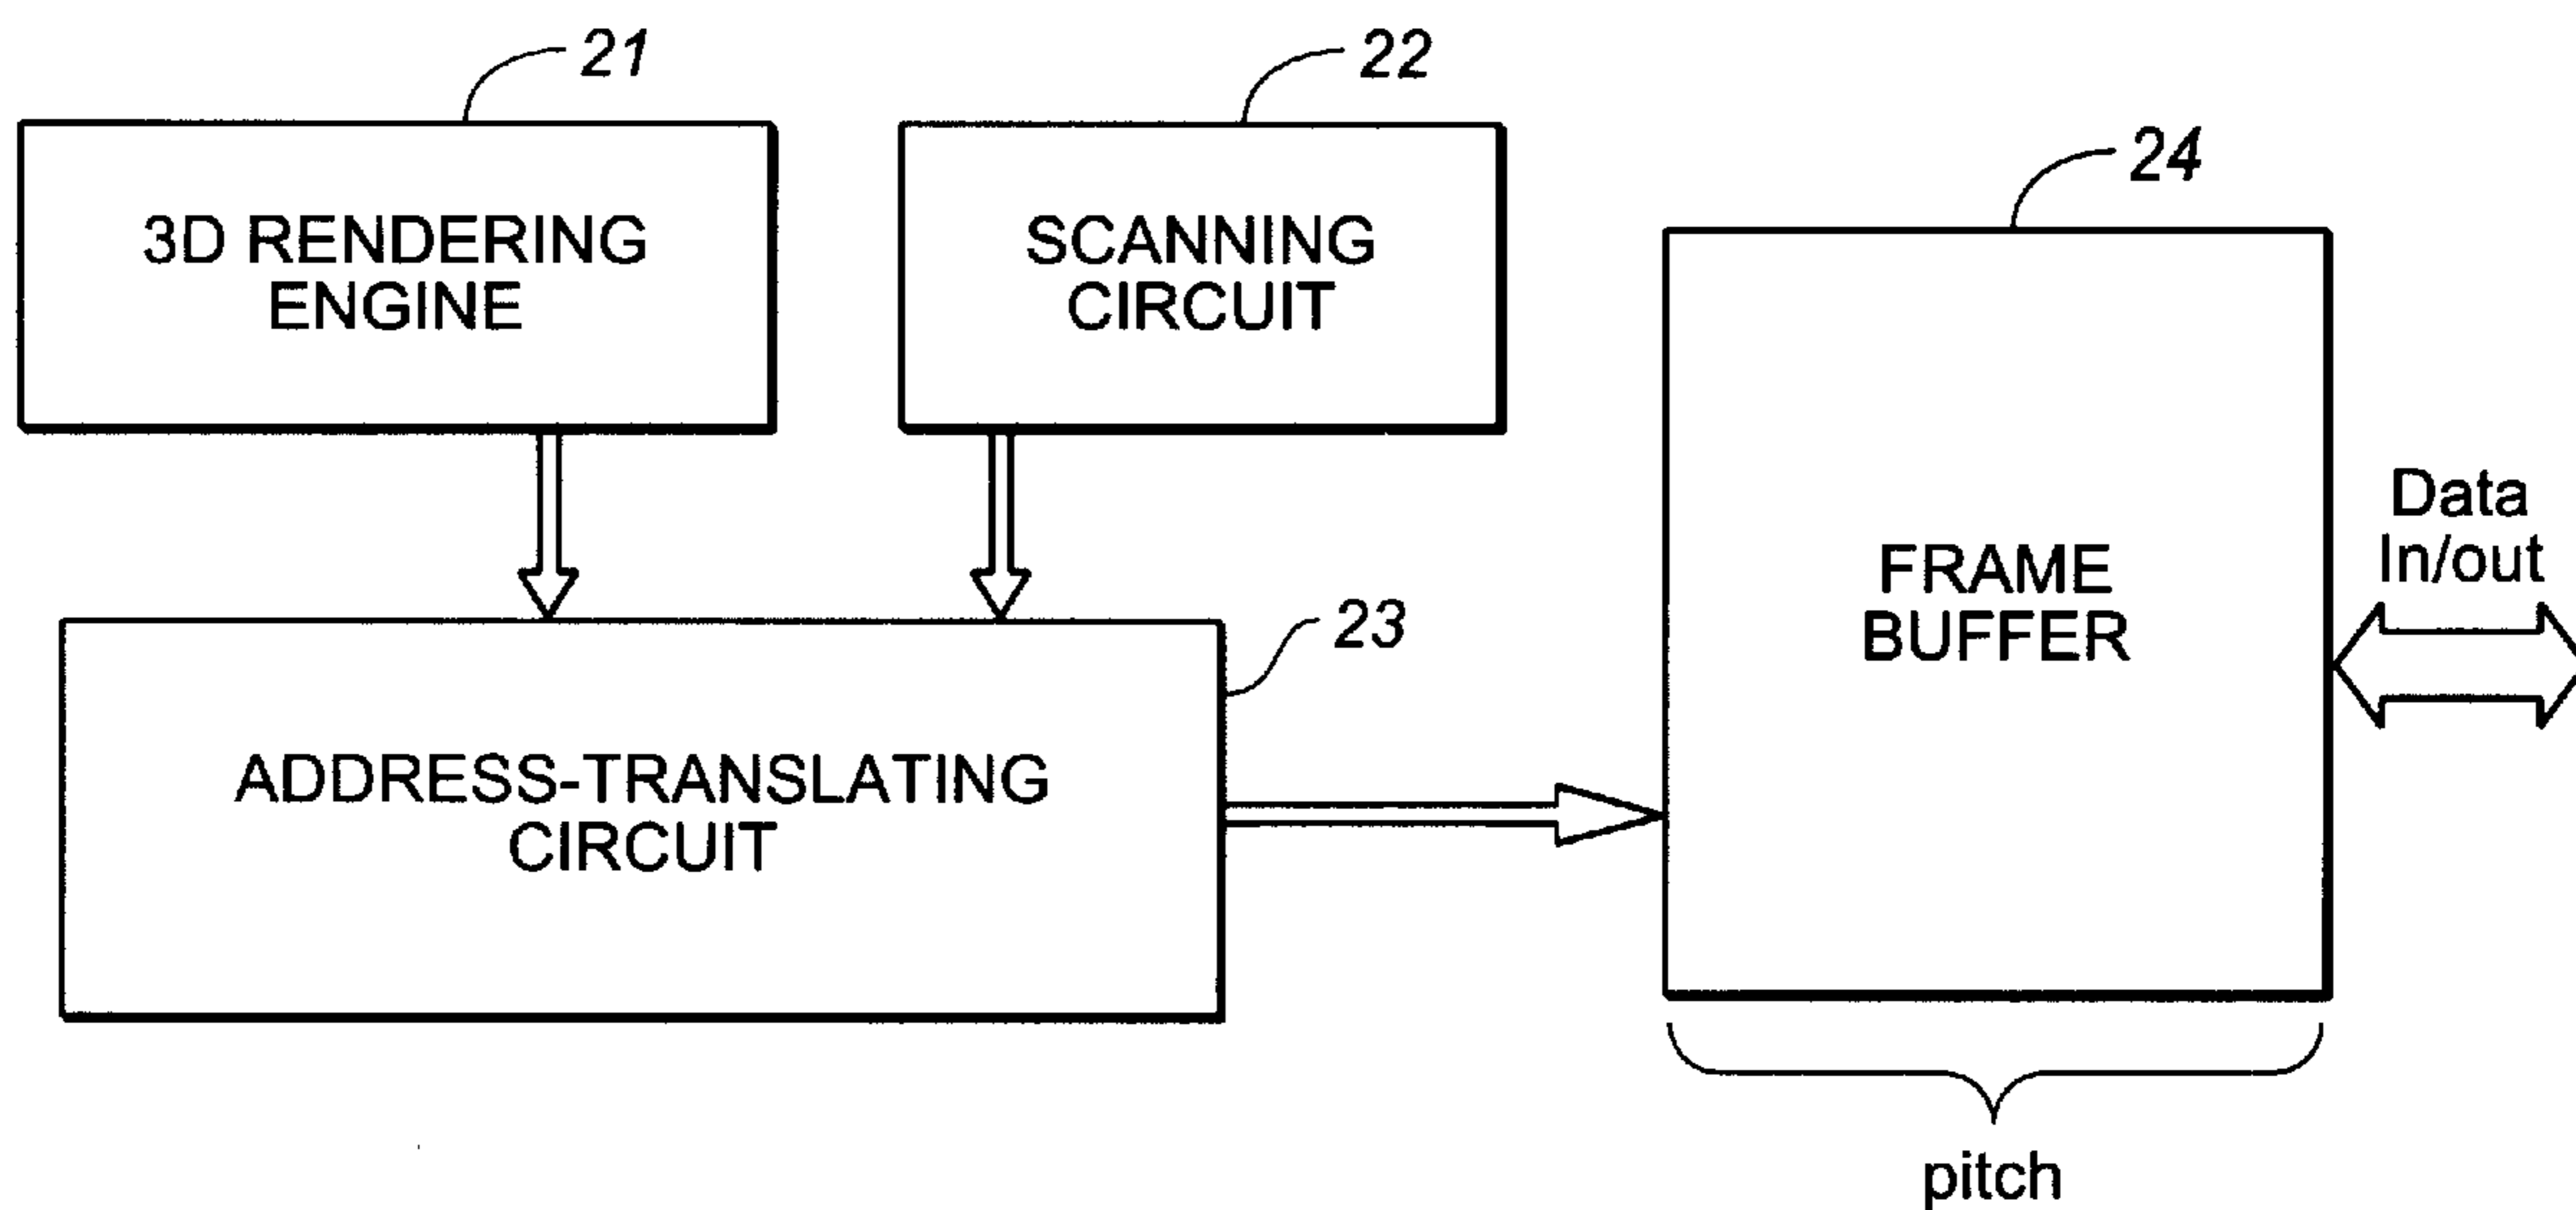 21
22
3D RENDERING
ENGINE
SCANNING
CIRCUIT
24
Data
In/out
FRAME
BUFFER
23
ADDRESS-TRANSLATING
CIRCUIT
pitch